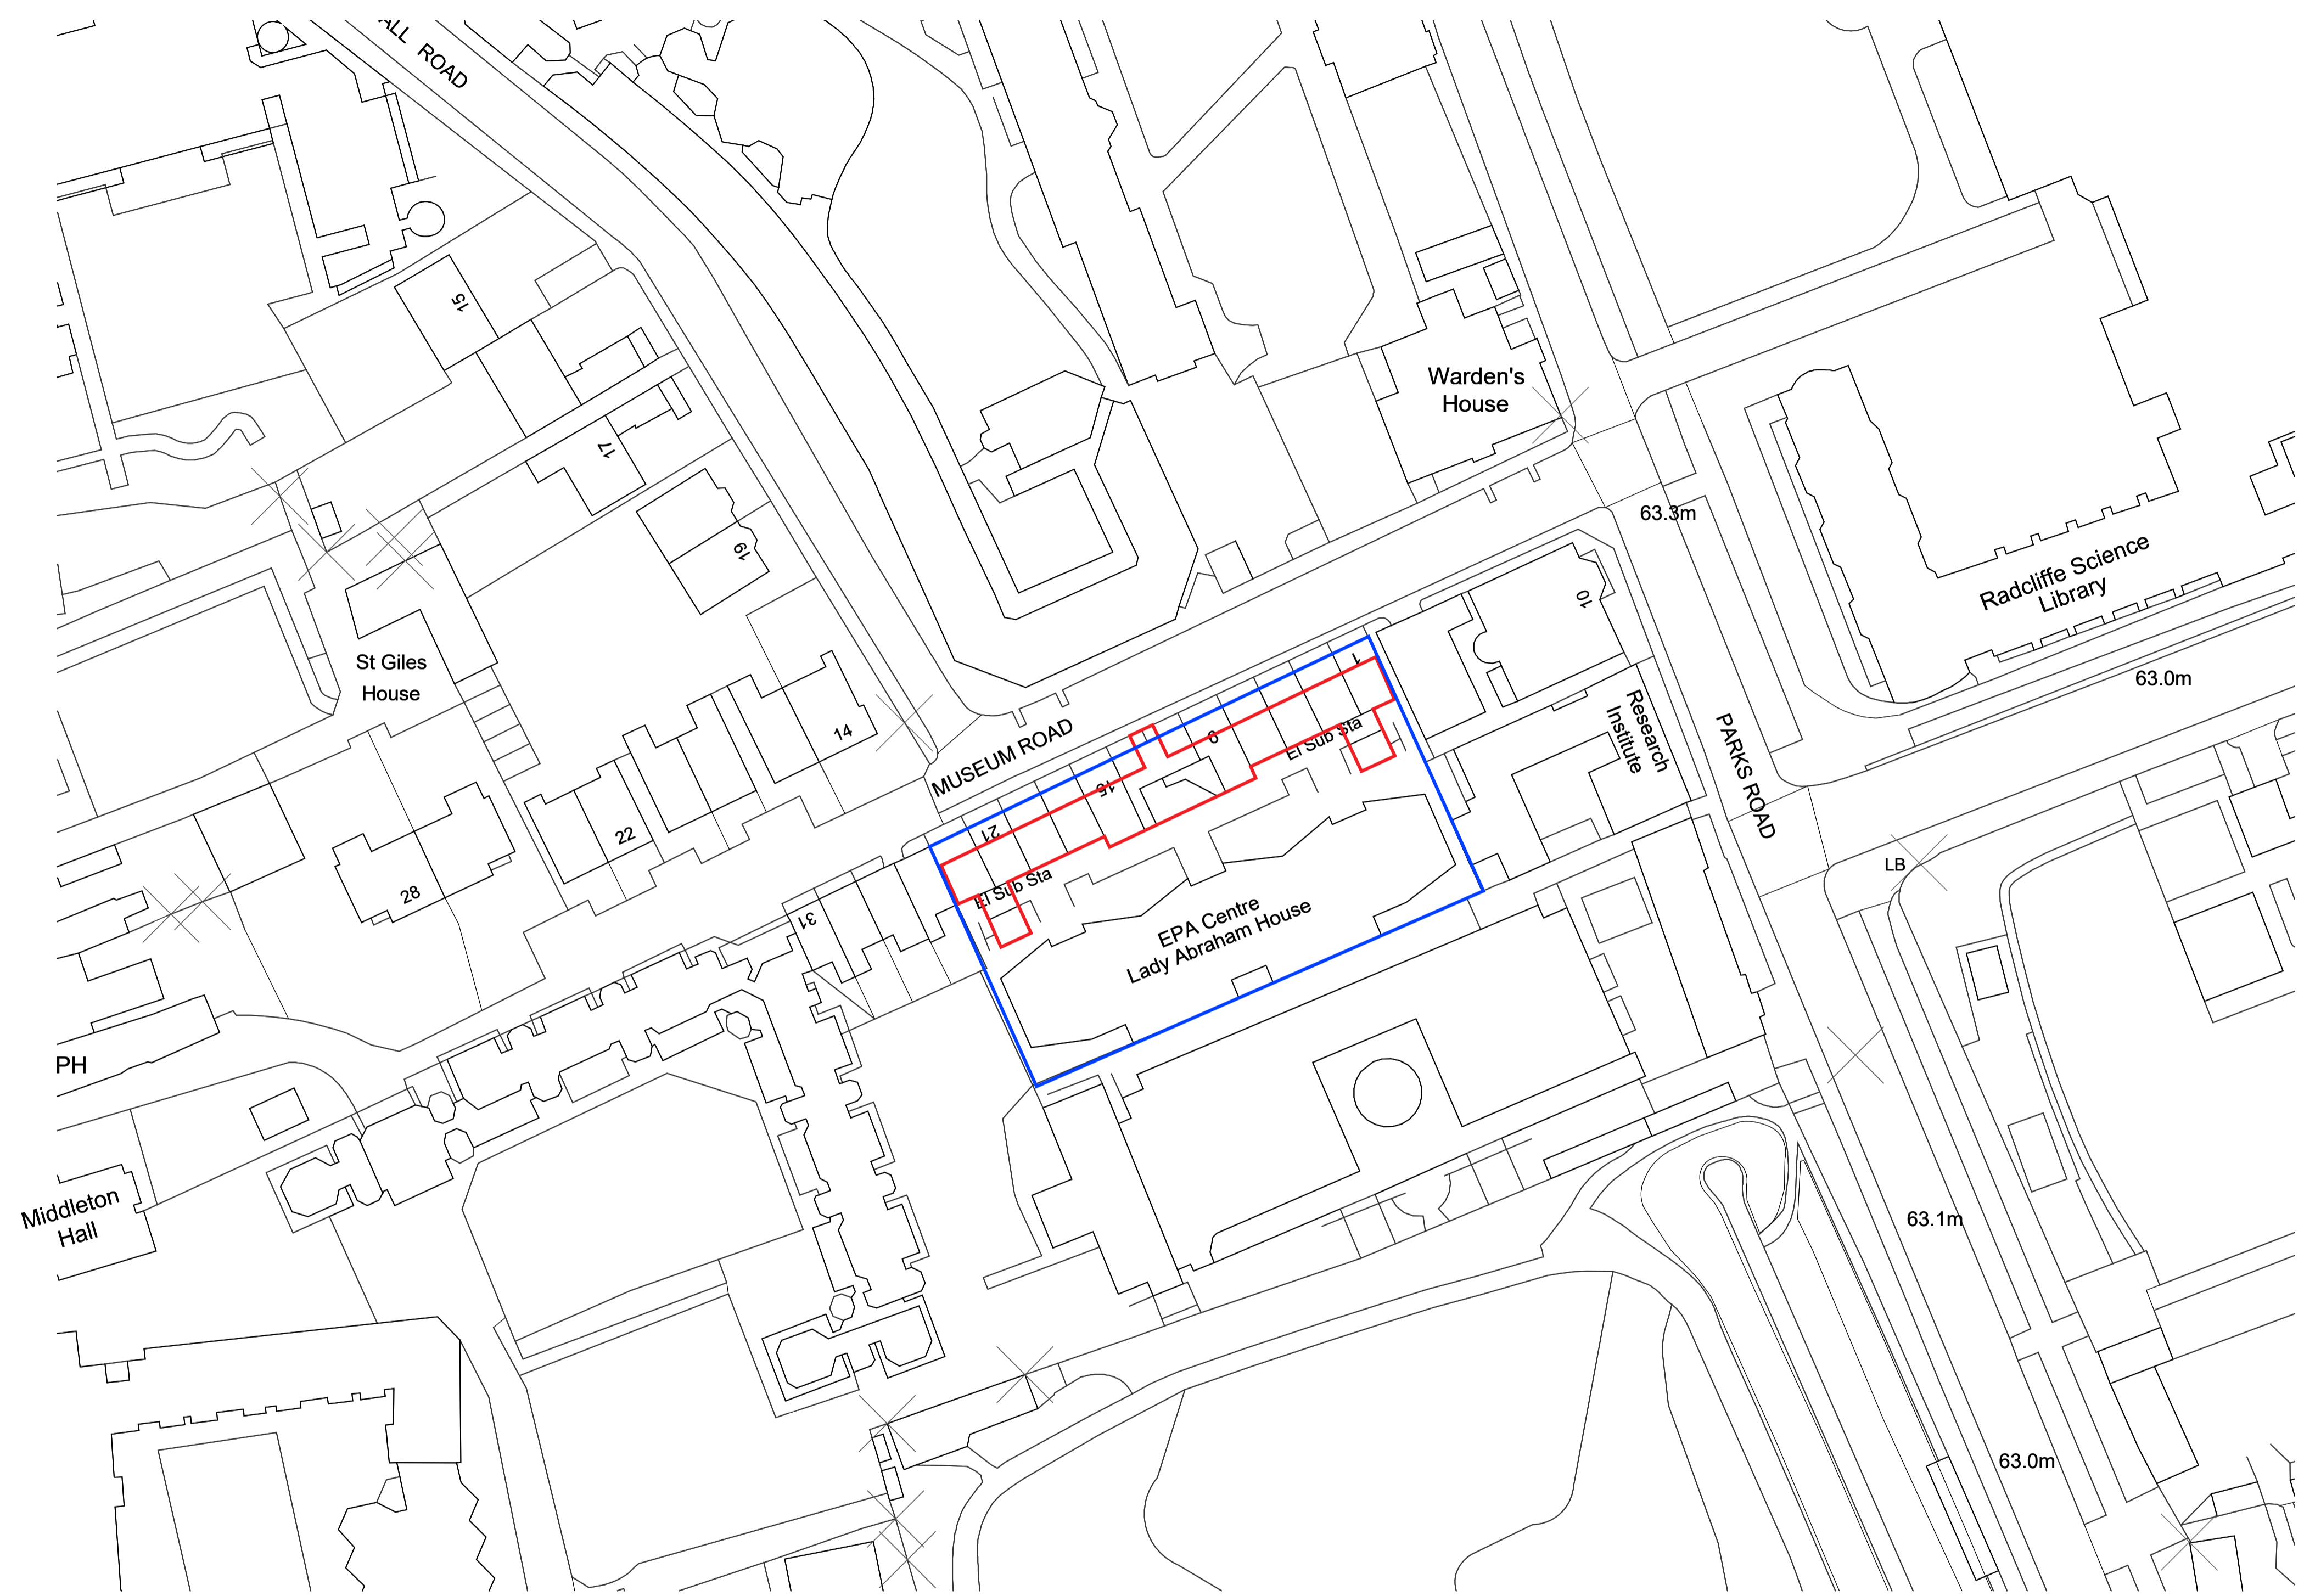 ALL ROAD
15
17
19
Warden's
House
63.3m
Radcliffe Science
Library
10
St Giles
House
1
63.0m
Research
Institute
14
MUSEUM ROAD
9
El Sub Sta
PARKS ROAD
15
21
22
28
El Sub Sta
LB
31
EPA Centre
Lady Abraham House
PH
Middleton
Hall
63.1m
63.0m